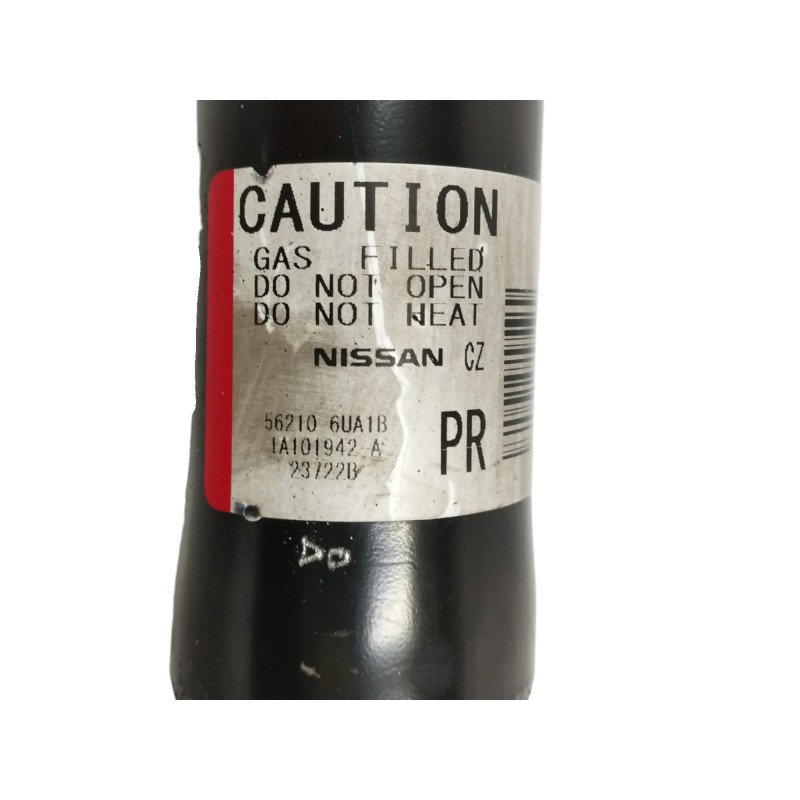 CAUTION
GAS FILLED
DO NOT OPEN
DO NOT HEAT
NISSAN CZ
56210 6UA1B
1A101942-A
23722B
PR